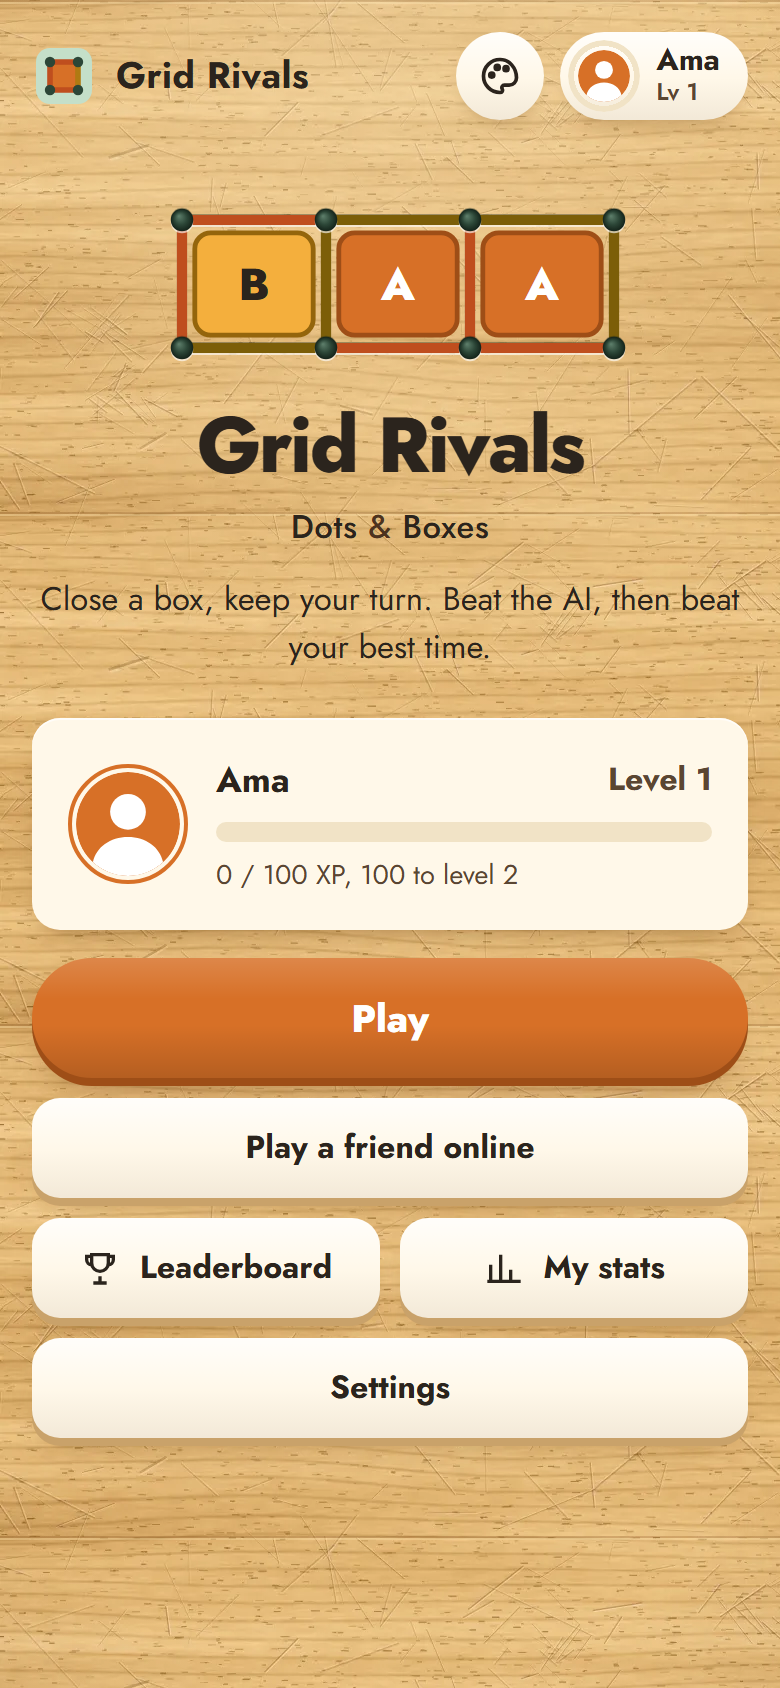 Grid Rivals
Ama
Lv 1
B A A
Grid Rivals
Dots & Boxes
Close a box, keep your turn. Beat the AI, then beat
your best time.
Ama Level 1
0 / 100 XP, 100 to level 2
Play
Play a friend online
Leaderboard My stats
Settings